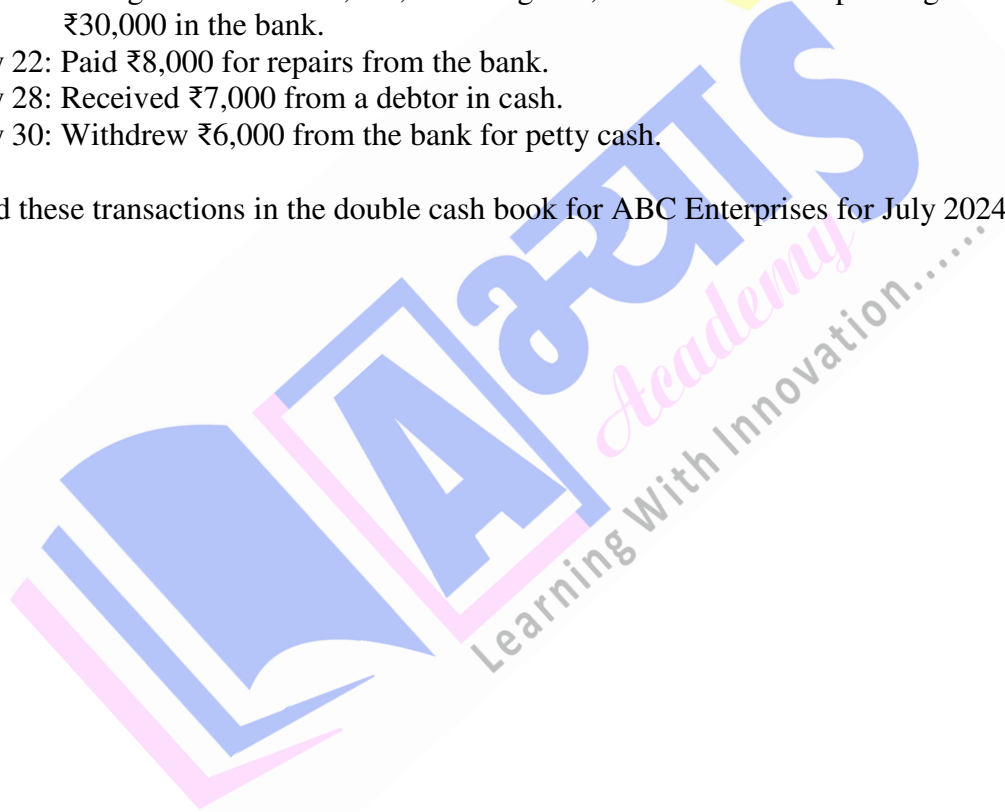 ₹30,000 in the bank.
y 22: Paid ₹8,000 for repairs from the bank.
y 28: Received ₹7,000 from a debtor in cash.
y 30: Withdrew ₹6,000 from the bank for petty cash.
d these transactions in the double cash book for ABC Enterprises for July 2024
A
Academy
Learning With Innovation......